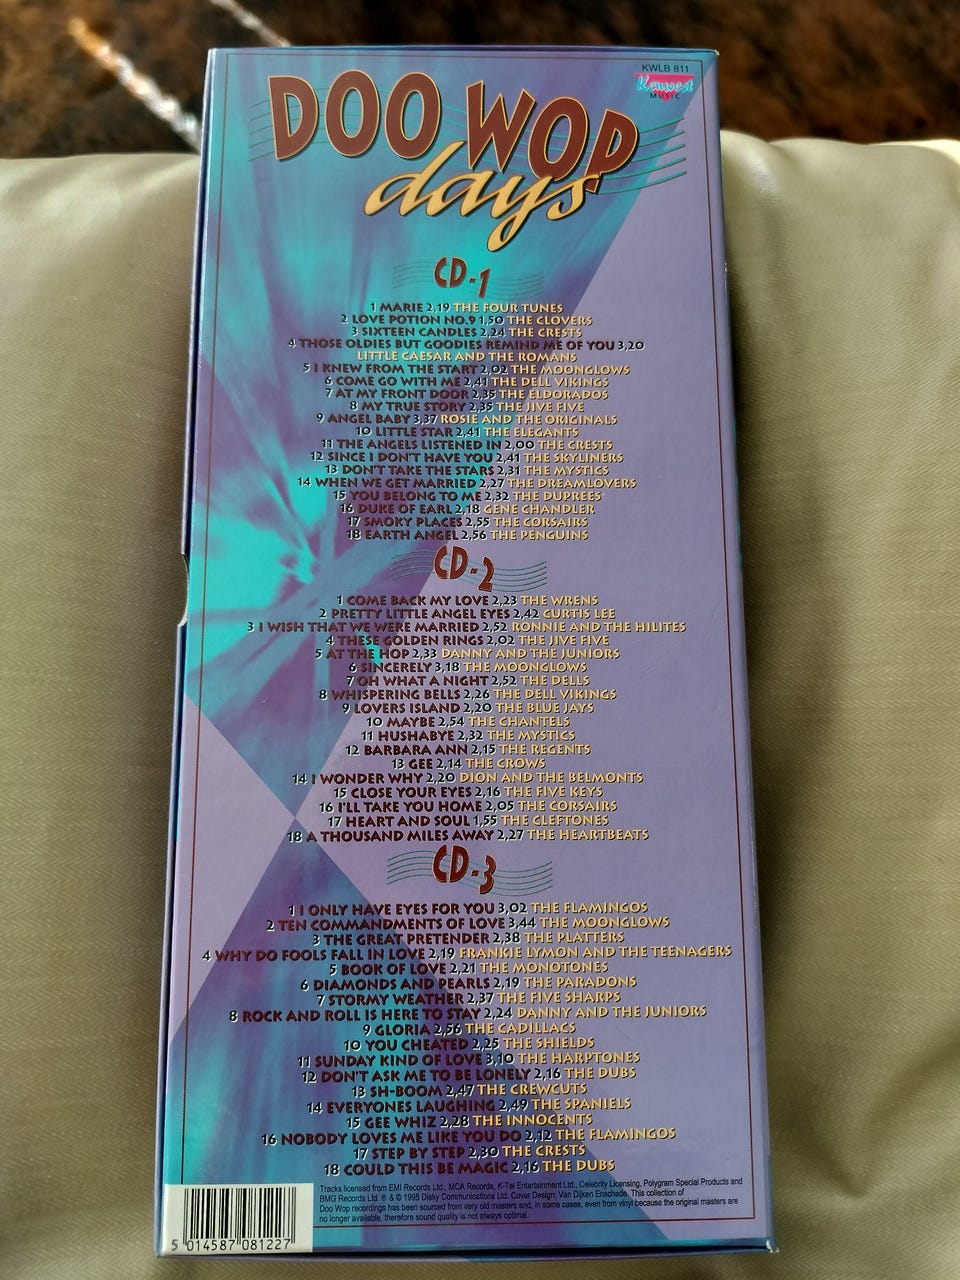 KWLB 811
Kenwest
MUSIC
DOO WOP
days
CD-1
1 MARIE 2,19 THE FOUR TUNES
2 LOVE POTION NO.9 1,50 THE CLOVERS
3 SIXTEEN CANDLES 2,24 THE CRESTS
4 THOSE OLDIES BUT GOODIES REMIND ME OF YOU 3,20
LITTLE CAESAR AND THE ROMANS
5 I KNEW FROM THE START 2,02 THE MOONGLOWS
6 COME GO WITH ME 2,41 THE DELL VIKINGS
7 AT MY FRONT DOOR 2,35 THE ELDORADOS
8 MY TRUE STORY 2,35 THE JIVE FIVE
9 ANGEL BABY 3,37 ROSIE AND THE ORIGINALS
10 LITTLE STAR 2,41 THE ELEGANTS
11 THE ANGELS LISTENED IN 2,00 THE CRESTS
12 SINCE I DON'T HAVE YOU 2,41 THE SKYLINERS
13 DON'T TAKE THE STARS 2,31 THE MYSTICS
14 WHEN WE GET MARRIED 2,27 THE DREAMLOVERS
15 YOU BELONG TO ME 2,32 THE DUPREES
16 DUKE OF EARL 2,18 GENE CHANDLER
17 SMOKY PLACES 2,55 THE CORSAIRS
18 EARTH ANGEL 2,56 THE PENGUINS
CD-2
1 COME BACK MY LOVE 2,23 THE WRENS
2 PRETTY LITTLE ANGEL EYES 2,42 CURTIS LEE
3 I WISH THAT WE WERE MARRIED 2,52 RONNIE AND THE HILITES
4 THESE GOLDEN RINGS 2,02 THE JIVE FIVE
5 AT THE HOP 2,33 DANNY AND THE JUNIORS
6 SINCERELY 3,18 THE MOONGLOWS
7 OH WHAT A NIGHT 2,52 THE DELLS
8 WHISPERING BELLS 2,26 THE DELL VIKINGS
9 LOVERS ISLAND 2,20 THE BLUE JAYS
10 MAYBE 2,54 THE CHANTELS
11 HUSHABYE 2,32 THE MYSTICS
12 BARBARA ANN 2,15 THE REGENTS
13 GEE 2,14 THE CROWS
14 I WONDER WHY 2,20 DION AND THE BELMONTS
15 CLOSE YOUR EYES 2,16 THE FIVE KEYS
16 I'LL TAKE YOU HOME 2,05 THE CORSAIRS
17 HEART AND SOUL 1,55 THE CLEFTONES
18 A THOUSAND MILES AWAY 2,27 THE HEARTBEATS
CD-3
1 I ONLY HAVE EYES FOR YOU 3,02 THE FLAMINGOS
2 TEN COMMANDMENTS OF LOVE 3,44 THE MOONGLOWS
3 THE GREAT PRETENDER 2,38 THE PLATTERS
4 WHY DO FOOLS FALL IN LOVE 2,19 FRANKIE LYMON AND THE TEENAGERS
5 BOOK OF LOVE 2,21 THE MONOTONES
6 DIAMONDS AND PEARLS 2,19 THE PARADONS
7 STORMY WEATHER 2,37 THE FIVE SHARPS
8 ROCK AND ROLL IS HERE TO STAY 2,24 DANNY AND THE JUNIORS
9 GLORIA 2,56 THE CADILLACS
10 YOU CHEATED 2,25 THE SHIELDS
11 SUNDAY KIND OF LOVE 3,10 THE HARPTONES
12 DON'T ASK ME TO BE LONELY 2,16 THE DUBS
13 SH-BOOM 2,47 THE CREWCUTS
14 EVERYONES LAUGHING 2,49 THE SPANIELS
15 GEE WHIZ 2,28 THE INNOCENTS
16 NOBODY LOVES ME LIKE YOU DO 2,12 THE FLAMINGOS
17 STEP BY STEP 2,30 THE CRESTS
18 COULD THIS BE MAGIC 2,16 THE DUBS
Tracks licensed from EMI Records Ltd., MCA Records, K-Tel Entertainment Ltd., Celebrity Licensing, Polygram Special Products and
BMG Records Ltd. ℗ & © 1995 Disky Communications Ltd. Cover Design: Van Dijken Enschede. This collection of
Doo Wop recordings has been sourced from very old masters and, in some cases, even from vinyl because the original masters are
no longer available, therefore sound quality is not always optimal.
5 014587 081227